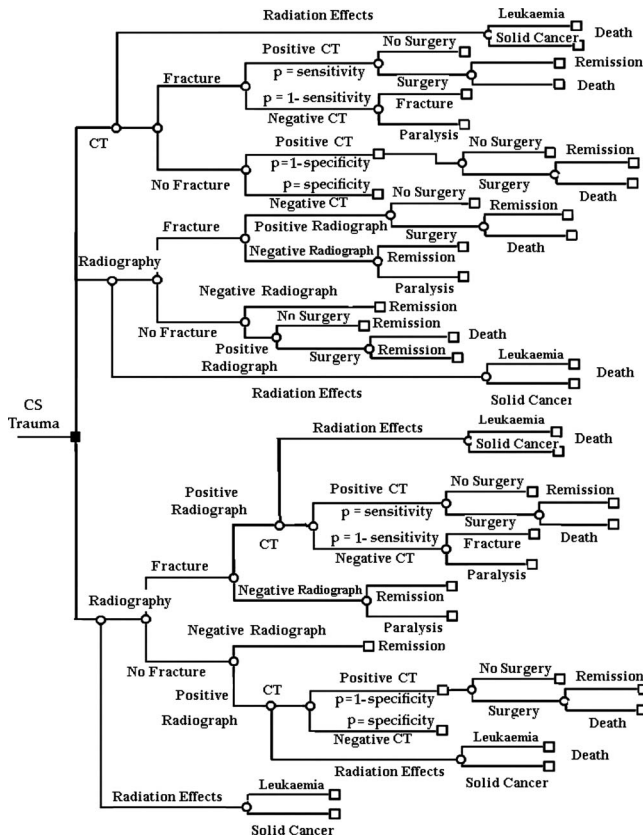 Radiation Effects
Leukaemia
Solid Cancer
Death
Positive CT
No Surgery
Remission
Fracture
p = sensitivity
Surgery
Death
p = 1- sensitivity
Fracture
Negative CT
Paralysis
CT
Positive CT
No Surgery
Remission
p=1-specificity
No Fracture
p= specificity
Surgery
Negative CT
Death
No Surgery
Remission
Fracture
Positive Radiograph
Surgery
Death
Negative Radiograph
Remission
Radiography
Paralysis
Negative Radiograph
Remission
No Surgery
Remission
No Fracture
Death
Positive
Radiograph
Surgery
Remission
Leukaemia
Death
Radiation Effects
Solid Cancer
CS
Trauma
Leukaemia
Radiation Effects
Solid Cancer
Death
Positive
Radiograph
Positive CT
No Surgery
Remission
p = sensitivity
Surgery
CT
p = 1- sensitivity
Fracture
Death
Negative CT
Paralysis
Fracture
Negative Radiograph
Remission
Radiography
Paralysis
Negative Radiograph
Remission
No Fracture
Positive
Radiograph
CT
Positive CT
No Surgery
Remission
p=1-specificity
Surgery
p= specificity
Death
Negative CT
Leukaemia
Death
Radiation Effects
Solid Cancer
Leukaemia
Radiation Effects
Solid Cancer